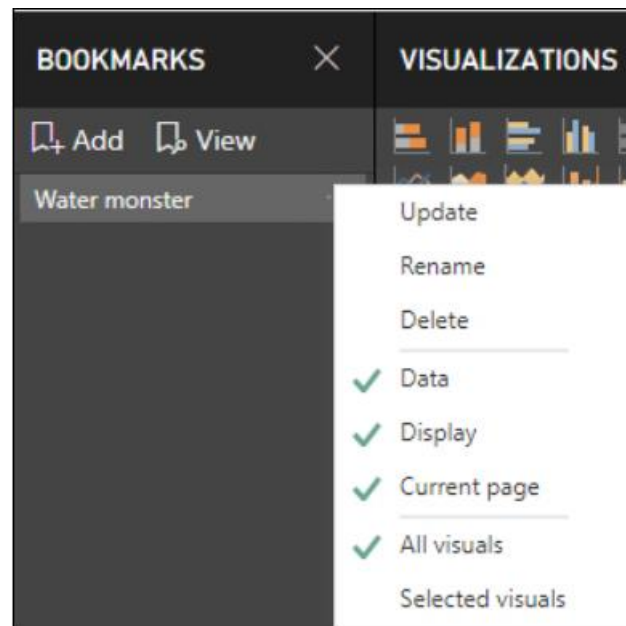 BOOKMARKS
VISUALIZATIONS
Add View
Water monster
Update
Rename
Delete
Data
Display
Current page
All visuals
Selected visuals